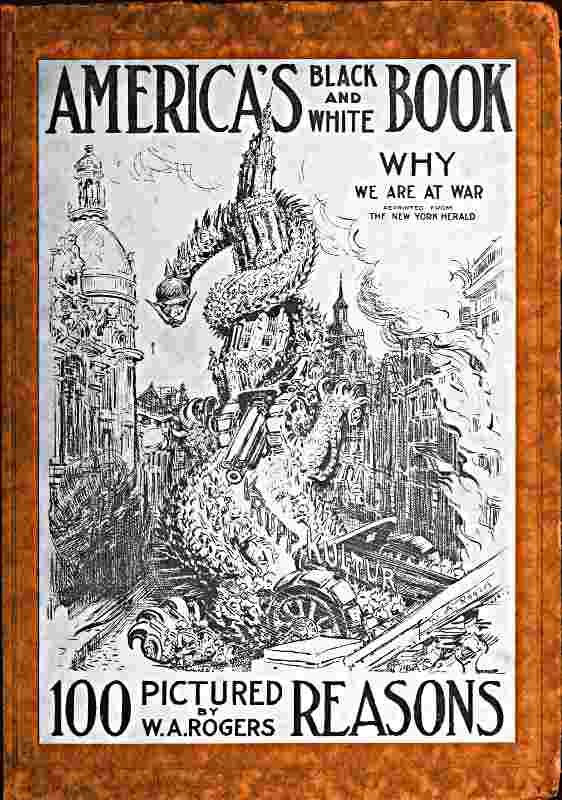 AMERICA'S BLACK AND WHITE BOOK
WHY
WE ARE AT WAR
REPRINTED FROM
THE NEW YORK HERALD
KULTUR
W.A. ROGERS
100 PICTURED BY W.A. ROGERS REASONS